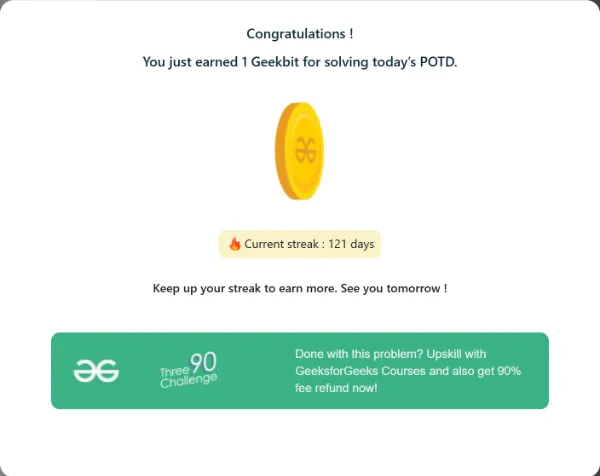 Congratulations !
You just earned 1 Geekbit for solving today's POTD.
🔥 Current streak : 121 days
Keep up your streak to earn more. See you tomorrow !
Three 90
Challenge
Done with this problem? Upskill with
GeeksforGeeks Courses and also get 90%
fee refund now!